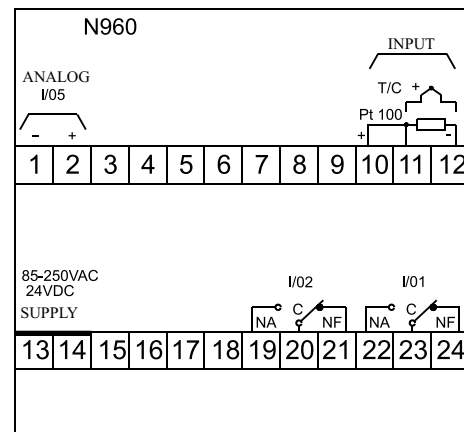 N960
INPUT
ANALOG
I/05
T/C +
Pt 100
- +
+ -
1 2 3 4 5 6 7 8 9 10 11 12
85-250VAC
24VDC
SUPPLY
I/02 I/01
C C
NA NF NA NF
13 14 15 16 17 18 19 20 21 22 23 24